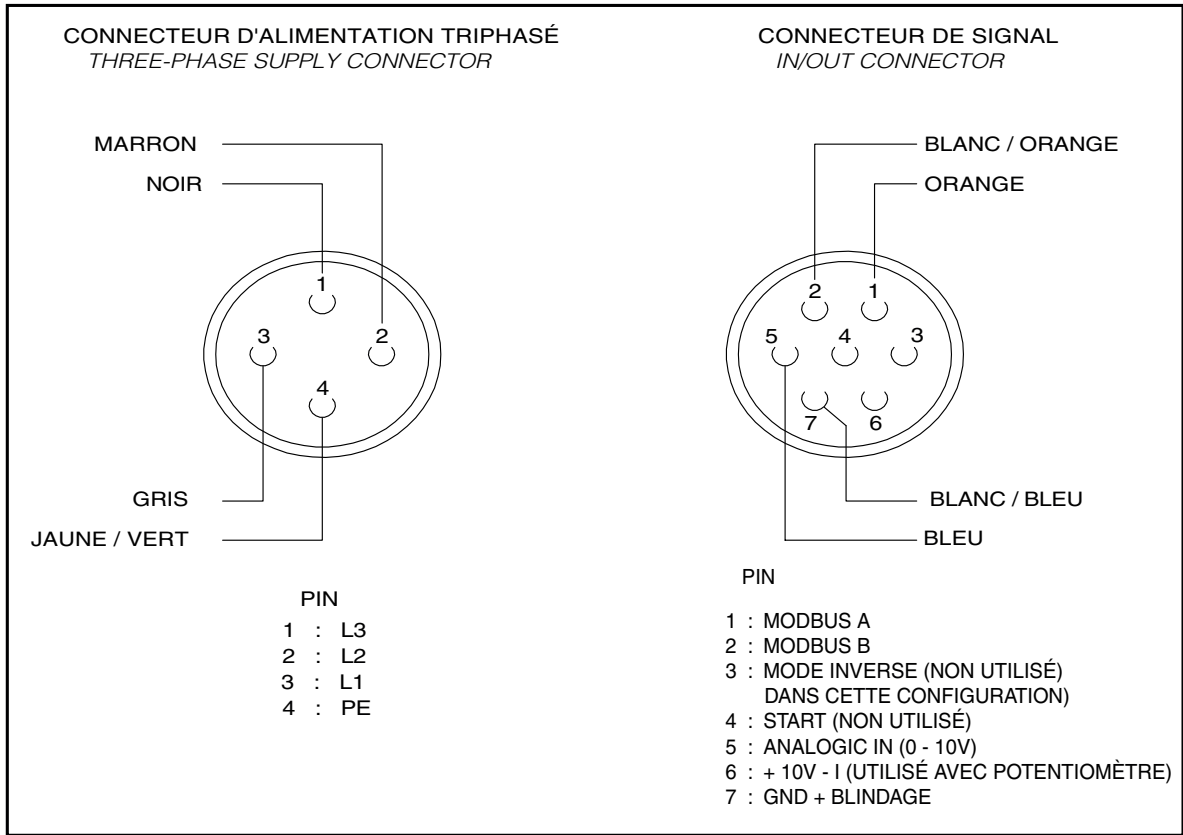 CONNECTEUR D'ALIMENTATION TRIPHASÉ
THREE-PHASE SUPPLY CONNECTOR
MARRON
NOIR
1
3
2
4
GRIS
JAUNE / VERT
PIN
1 : L3
2 : L2
3 : L1
4 : PE
CONNECTEUR DE SIGNAL
IN/OUT CONNECTOR
BLANC / ORANGE
ORANGE
2 1
5 4 3
7 6
BLANC / BLEU
BLEU
PIN
1 : MODBUS A
2 : MODBUS B
3 : MODE INVERSE (NON UTILISÉ)
DANS CETTE CONFIGURATION)
4 : START (NON UTILISÉ)
5 : ANALOGIC IN (0 - 10V)
6 : + 10V - I (UTILISÉ AVEC POTENTIOMÈTRE)
7 : GND + BLINDAGE